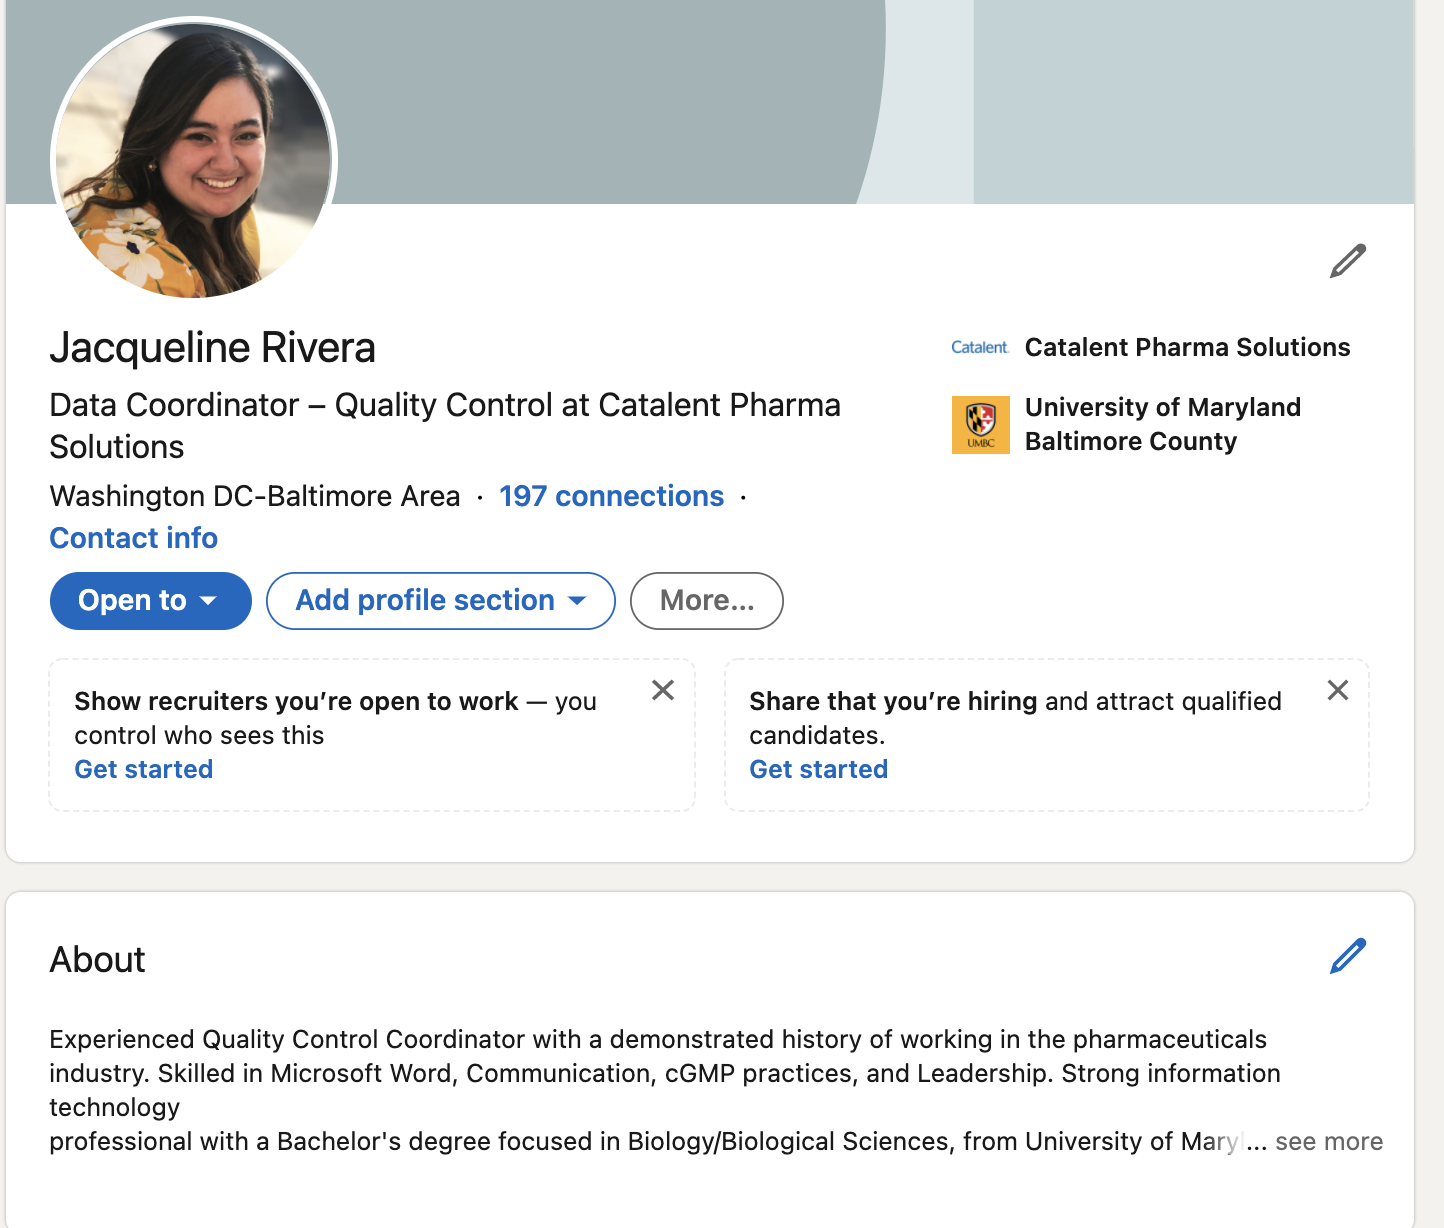 Jacqueline Rivera
Data Coordinator – Quality Control at Catalent Pharma
Solutions
Washington DC-Baltimore Area · 197 connections ·
Contact info
Catalent
Catalent Pharma Solutions
UMBC
University of Maryland
Baltimore County
Open to
Add profile section
More...
Show recruiters you’re open to work — you
control who sees this
Get started
Share that you’re hiring and attract qualified
candidates.
Get started
About
Experienced Quality Control Coordinator with a demonstrated history of working in the pharmaceuticals
industry. Skilled in Microsoft Word, Communication, cGMP practices, and Leadership. Strong information
technology
professional with a Bachelor's degree focused in Biology/Biological Sciences, from University of Maryl... see more